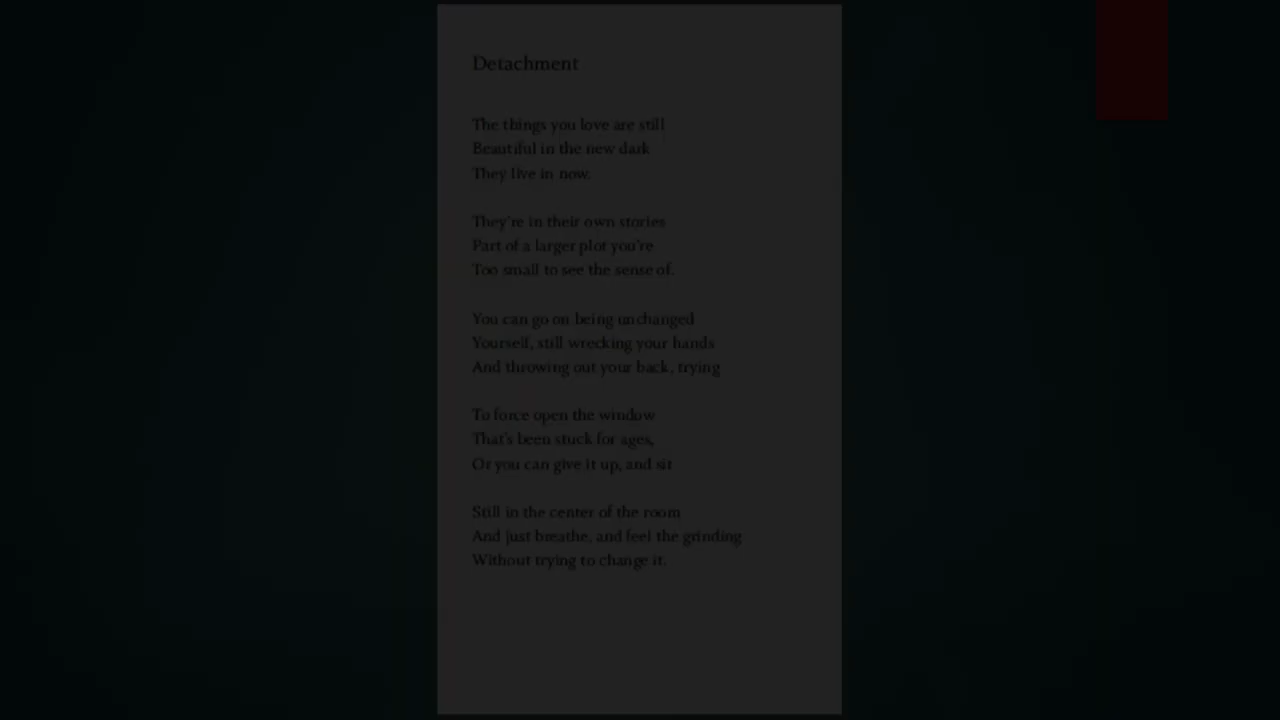 Detachment
The things you love are still
Beautiful in the new dark
They live in now.
They're in their own stories
Part of a larger plot you're
Too small to see the sense of.
You can go on being unchanged
Yourself, still wrecking your hands
And throwing out your back, trying
To force open the window
That's been stuck for ages,
Or you can give it up, and sit
Still in the center of the room
And just breathe, and feel the grinding
Without trying to change it.